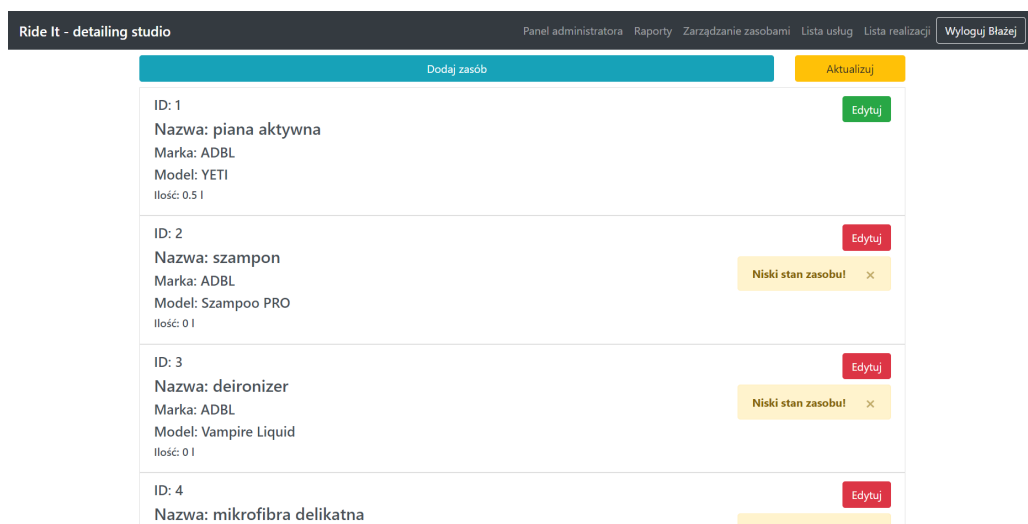 Ride It - detailing studio
Panel administratora Raporty Zarządzanie zasobami Lista usług Lista realizacji Wyloguj Błażej
Dodaj zasób Aktualizuj
ID: 1
Edytuj
Nazwa: piana aktywna
Marka: ADBL
Model: YETI
Ilość: 0.5 l
ID: 2
Edytuj
Nazwa: szampon
Niski stan zasobu! ×
Marka: ADBL
Model: Szampoo PRO
Ilość: 0 l
ID: 3
Edytuj
Nazwa: deironizer
Niski stan zasobu! ×
Marka: ADBL
Model: Vampire Liquid
Ilość: 0 l
ID: 4
Edytuj
Nazwa: mikrofibra delikatna